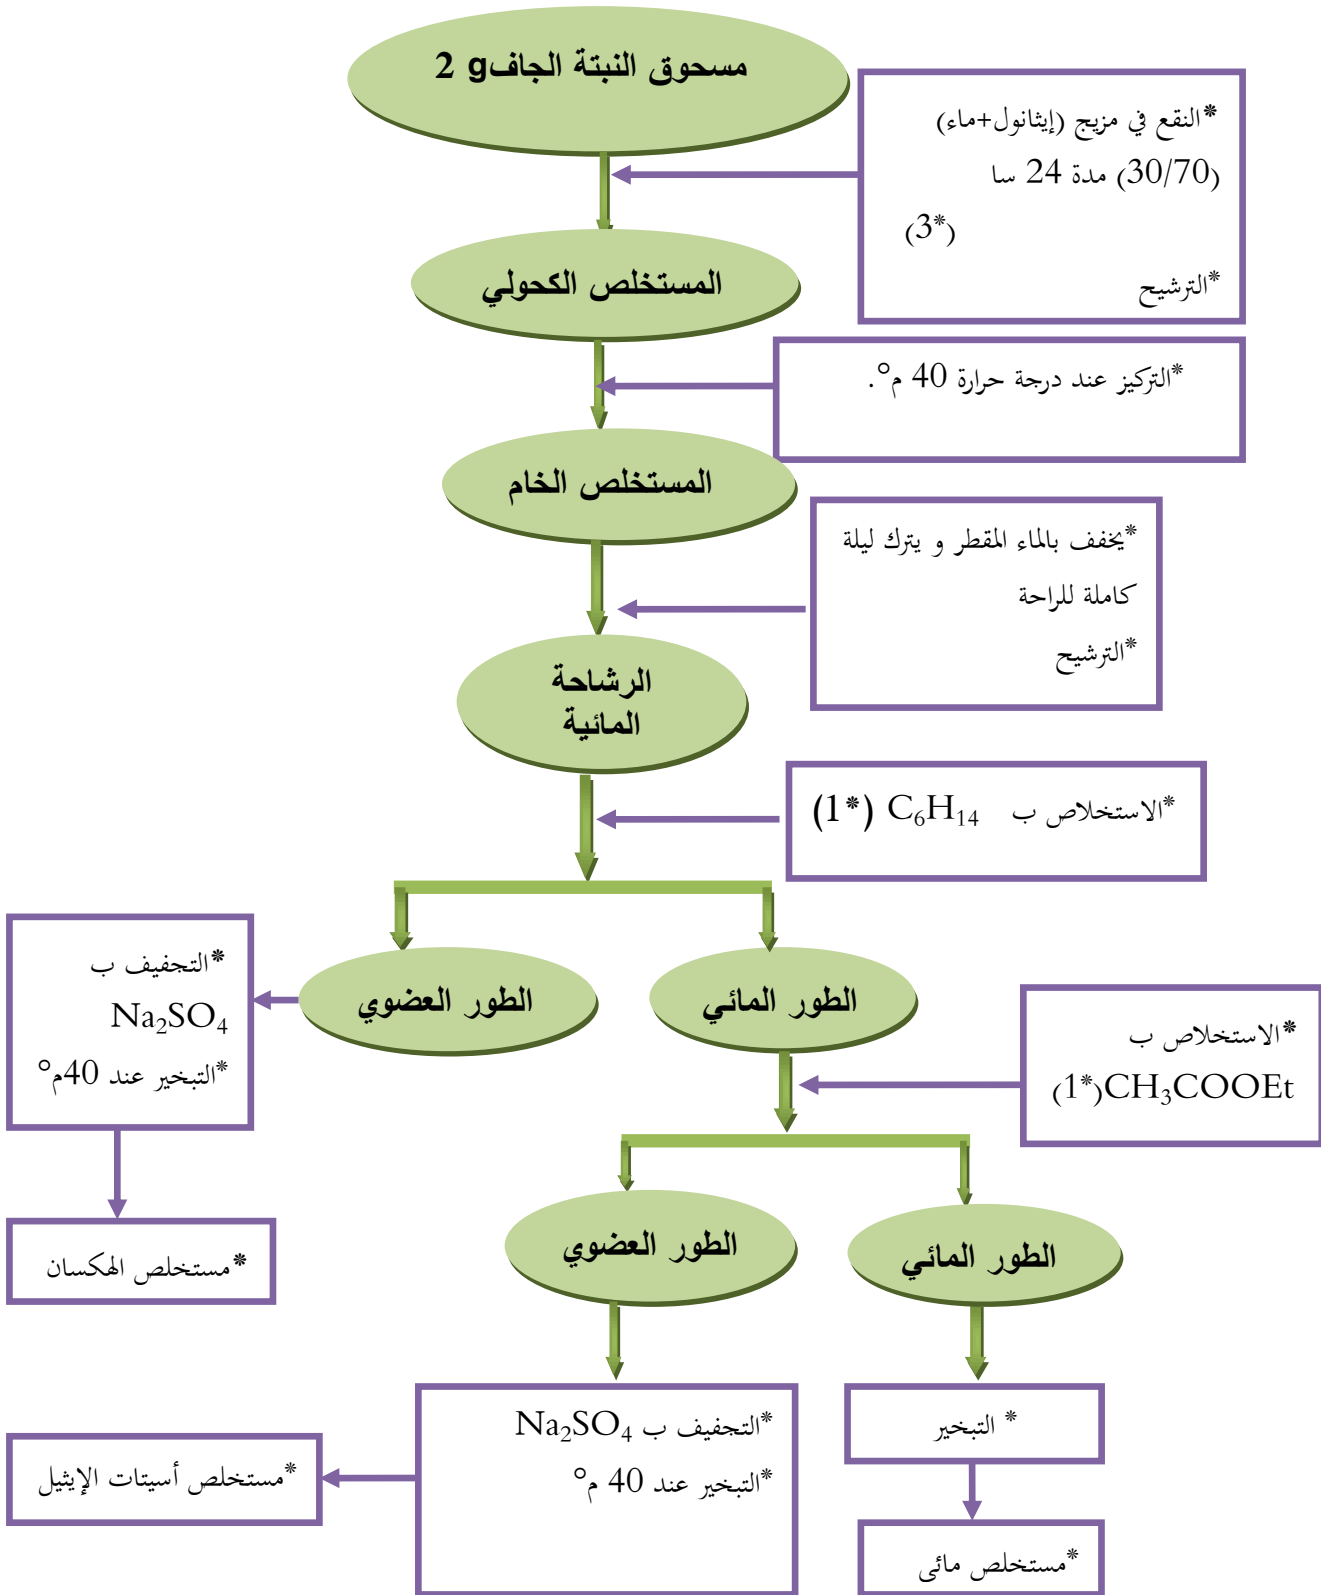 مسحوق النبتة الجاف2 g
*النقع في مزيج (إيثانول+ماء)
(30/70) مدة 24 سا
(3*)
*الترشيح
المستخلص الكحولي
*التركيز عند درجة حرارة 40 م°.
المستخلص الخام
*يخفف بالماء المقطر و يترك ليلة
كاملة للراحة
*الترشيح
الرشاحة
المائية
*الاستخلاص ب C₆H₁₄ (1*)
الطور المائي
الطور العضوي
*التجفيف ب
Na₂SO₄
*التبخير عند 40م°
*الاستخلاص ب
CH₃COOEt(1*)
*مستخلص الهكسان
الطور المائي
الطور العضوي
* التبخير
*التجفيف ب Na₂SO₄
*التبخير عند 40 م°
*مستخلص أسيتات الإيثيل
*مستخلص مائي